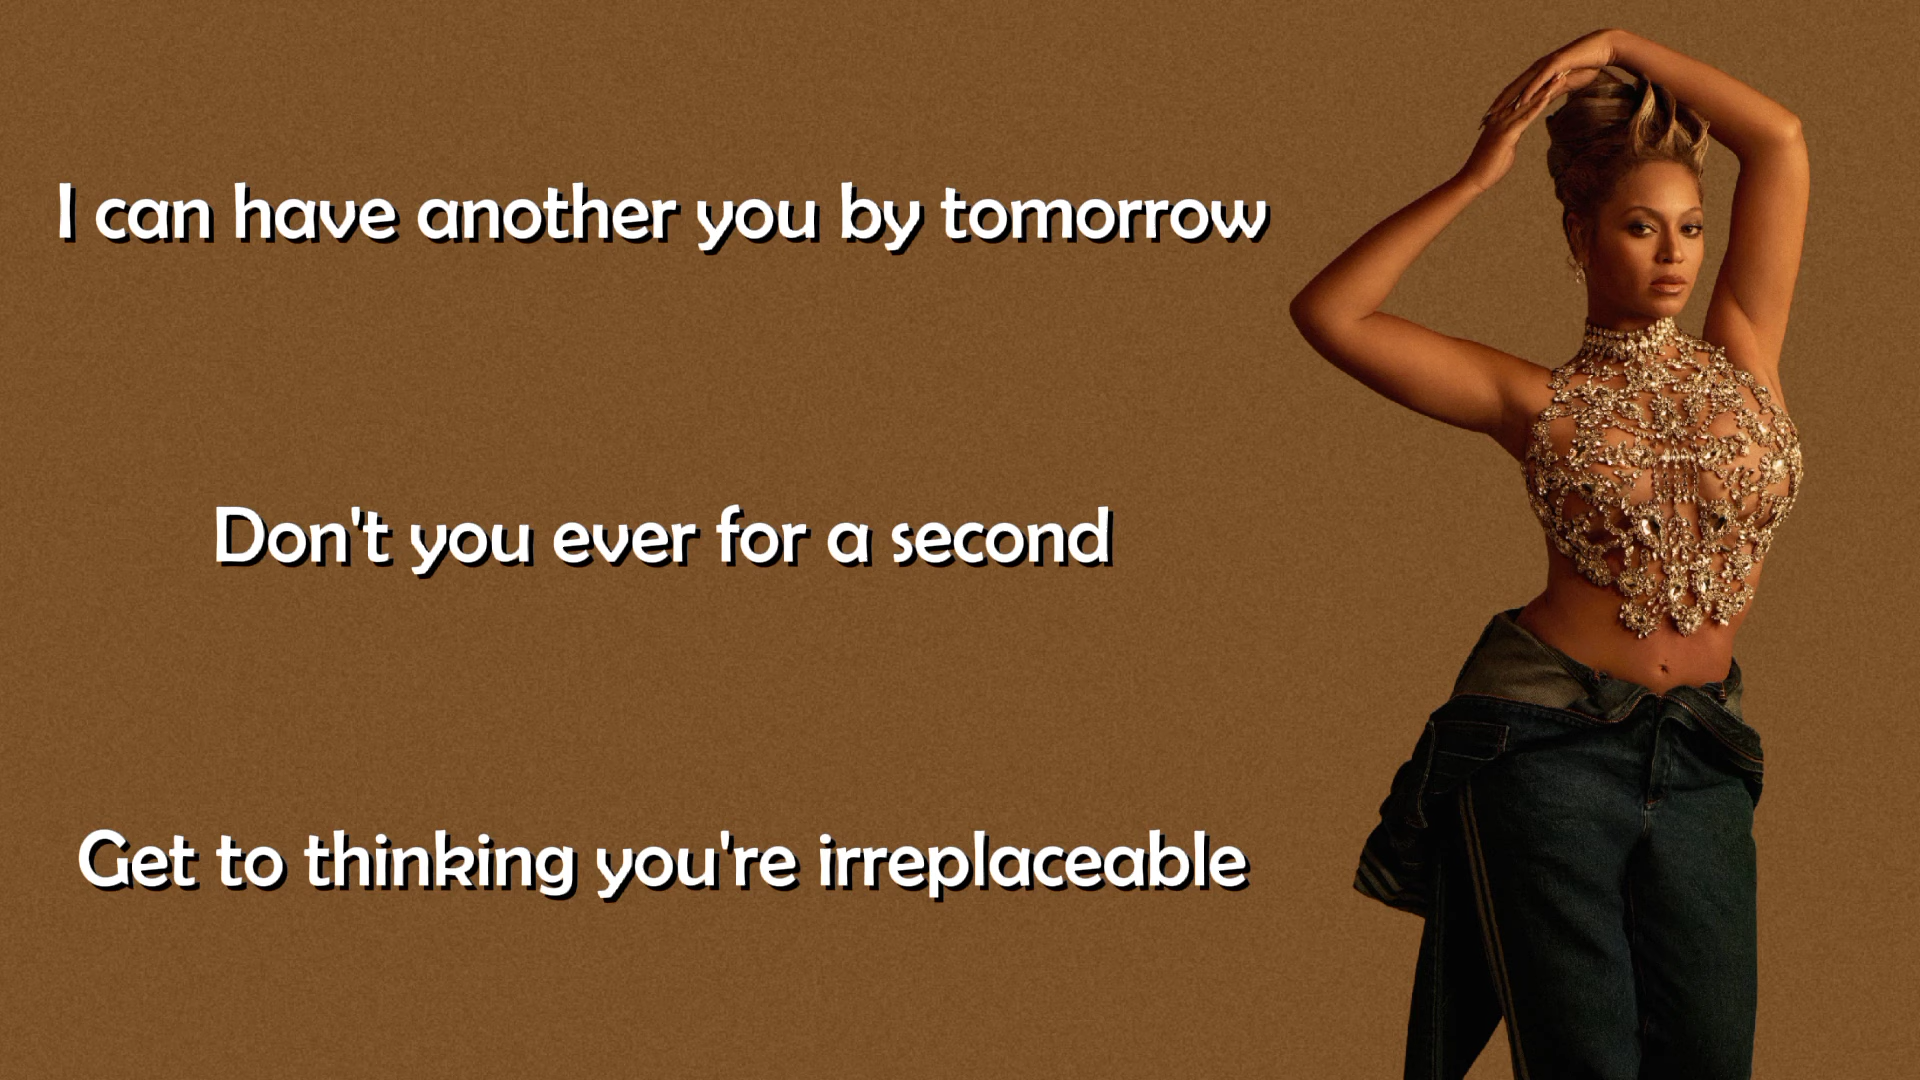 I can have another you by tomorrow
Don't you ever for a second
Get to thinking you're irreplaceable